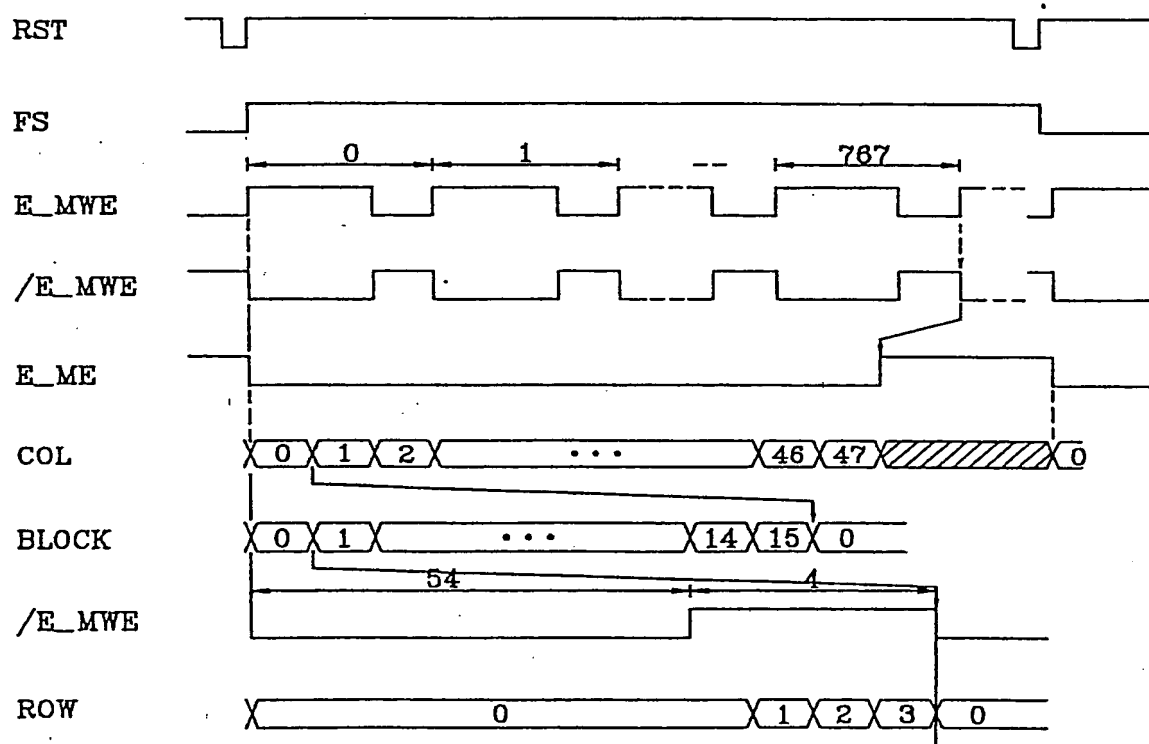 RST
FS
0 1 -- 767
E_MWE
/E_MWE
E_ME
COL 0 1 2 ... 46 47 0
BLOCK 0 1 ... 14 15 0
54 4
/E_MWE
ROW 0 1 2 3 0